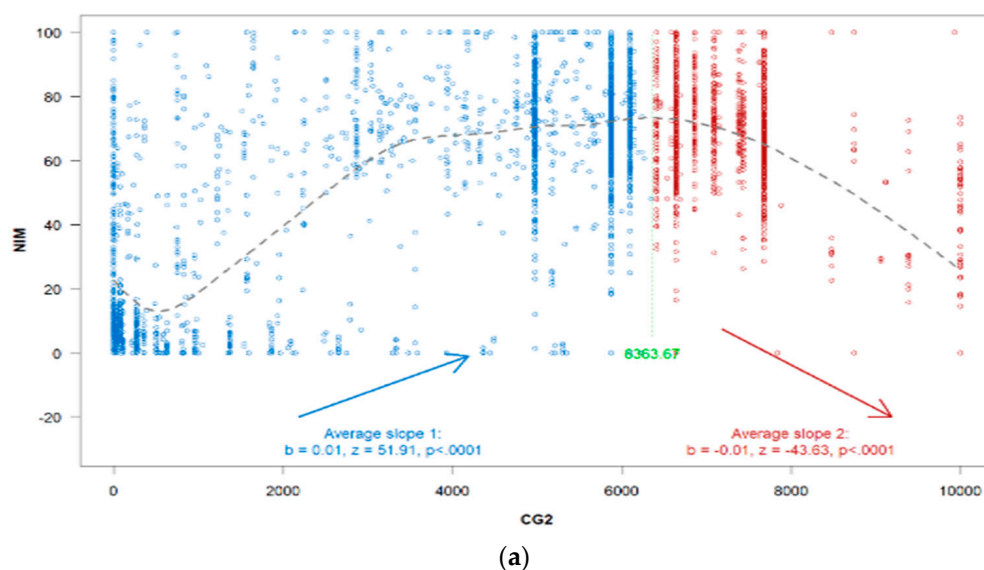 100
80
60
40
20
0
-20
NIM
6363.67
Average slope 1:
b = 0.01, z = 51.91, p<.0001
Average slope 2:
b = -0.01, z = -43.63, p<.0001
0 2000 4000 6000 8000 10000
CG2
(a)